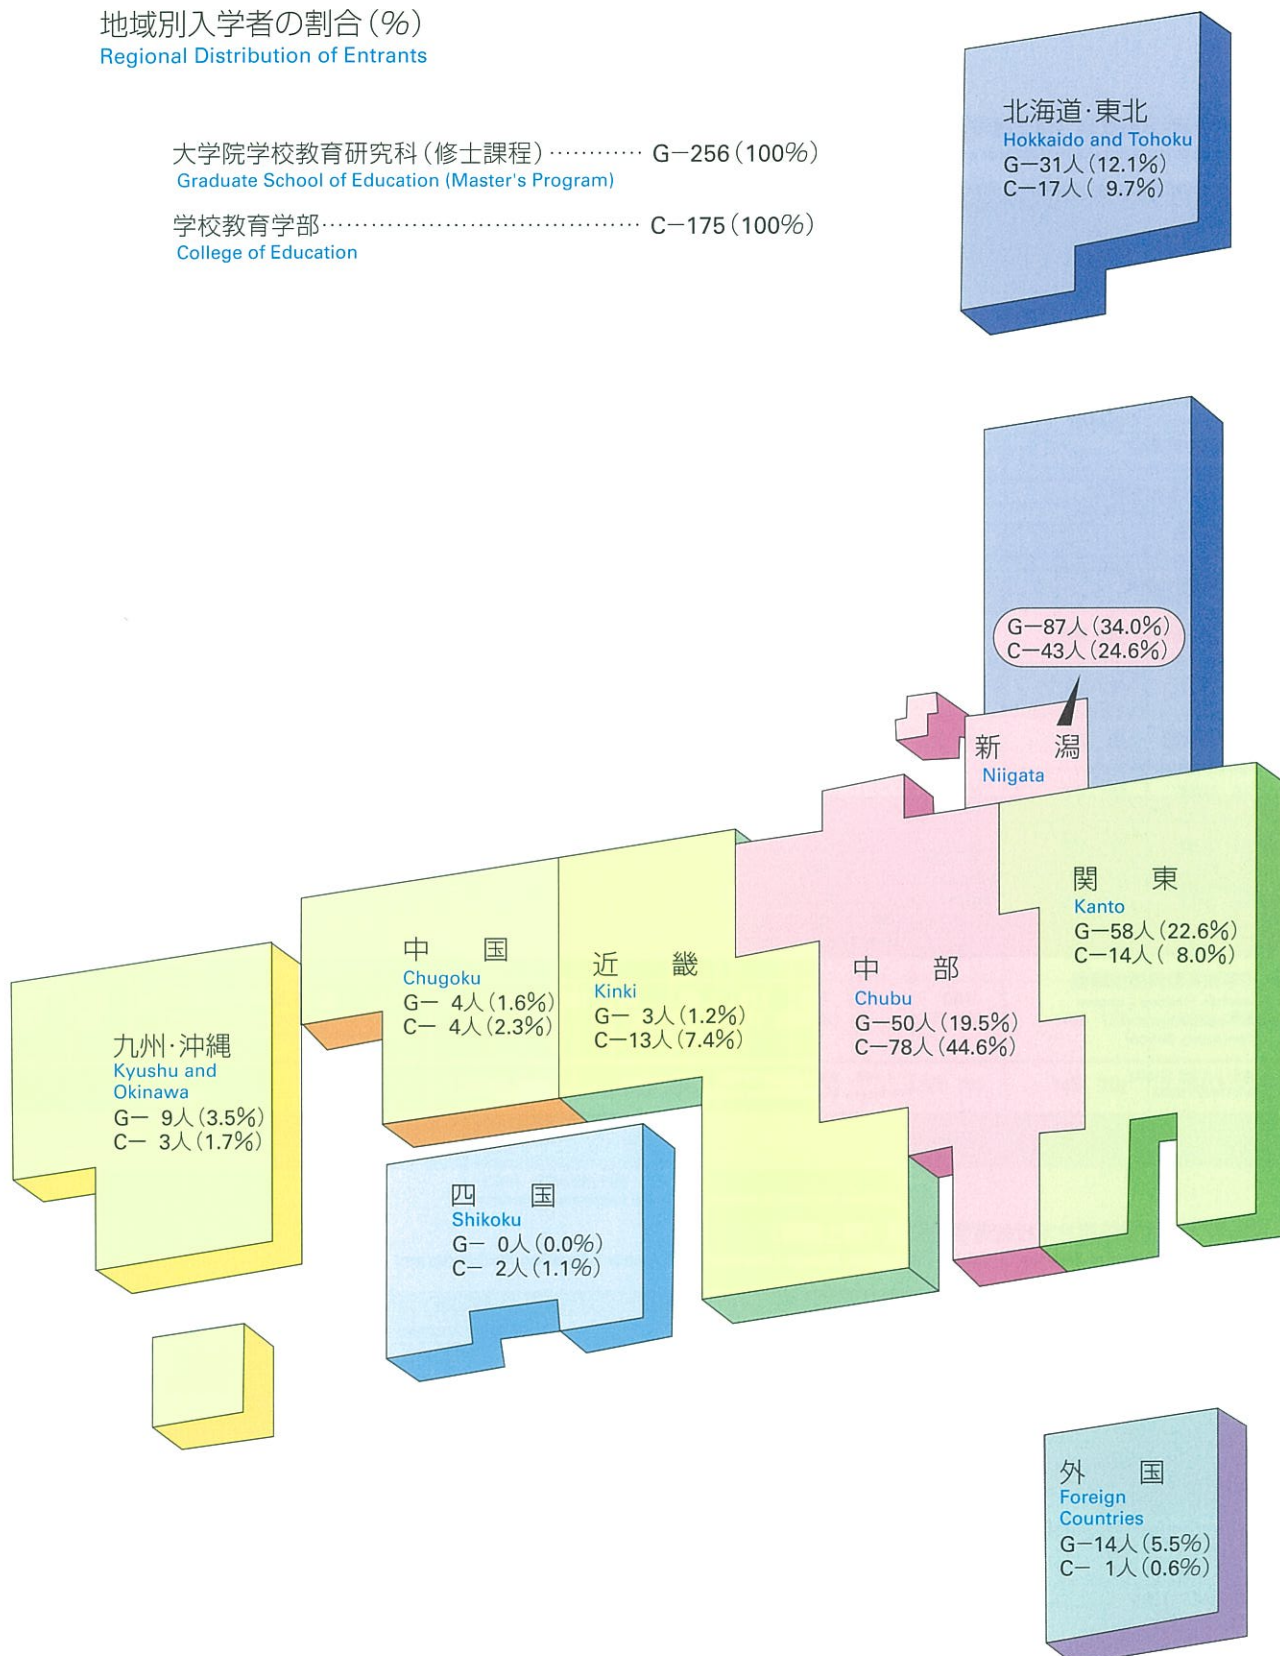 地域別入学者の割合(%)
Regional Distribution of Entrants
大学院学校教育研究科(修士課程)………… G−256(100%)
Graduate School of Education (Master's Program)
学校教育学部………………………………… C−175(100%)
College of Education
北海道・東北
Hokkaido and Tohoku
G−31人(12.1%)
C−17人( 9.7%)
G−87人(34.0%)
C−43人(24.6%)
新 潟
Niigata
関 東
Kanto
G−58人(22.6%)
C−14人( 8.0%)
中 部
Chubu
G−50人(19.5%)
C−78人(44.6%)
近 畿
Kinki
G− 3人(1.2%)
C−13人(7.4%)
中 国
Chugoku
G− 4人(1.6%)
C− 4人(2.3%)
九州・沖縄
Kyushu and
Okinawa
G− 9人(3.5%)
C− 3人(1.7%)
四 国
Shikoku
G− 0人(0.0%)
C− 2人(1.1%)
外 国
Foreign
Countries
G−14人(5.5%)
C− 1人(0.6%)